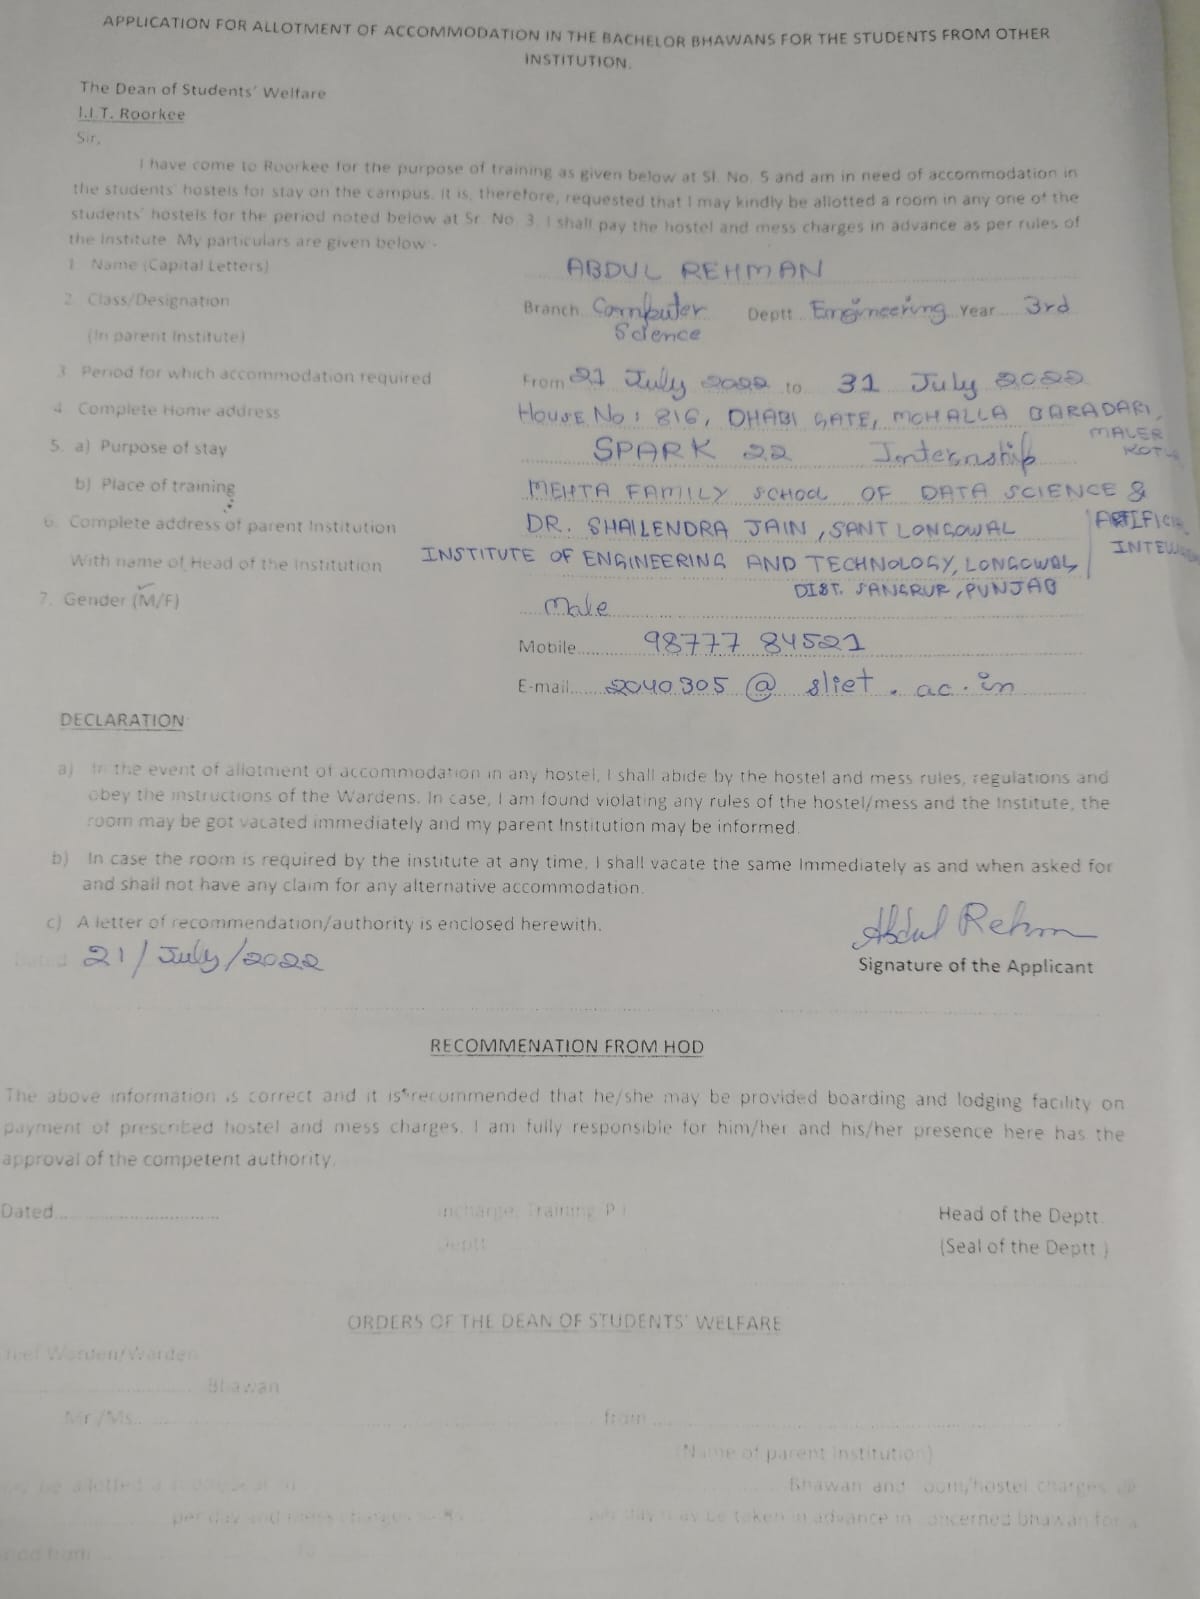 APPLICATION FOR ALLOTMENT OF ACCOMMODATION IN THE BACHELOR BHAWANS FOR THE STUDENTS FROM OTHER
INSTITUTION.
The Dean of Students' Welfare
I.I.T. Roorkee
Sir,
I have come to Roorkee for the purpose of training as given below at Sl. No. 5 and am in need of accommodation in
the students' hostels for stay on the campus. It is, therefore, requested that I may kindly be allotted a room in any one of the
students' hostels for the period noted below at Sr. No. 3. I shall pay the hostel and mess charges in advance as per rules of
the Institute. My particulars are given below:-
1 Name (Capital Letters) ABDUL REHMAN
2. Class/Designation Branch Computer Science Deptt. Engineering Year 3rd
(In parent Institute)
3 Period for which accommodation required From 21 July 2022 to 31 July 2022
4. Complete Home address HOUSE No: 816, DHABI GATE, MOHALLA BARADARI, MALER KOTLA
5. a) Purpose of stay SPARK 22 Internship
b) Place of training MEHTA FAMILY SCHOOL OF DATA SCIENCE & ARTIFICIAL
6. Complete address of parent Institution DR. SHAILENDRA JAIN, SANT LONGOWAL
With name of Head of the Institution INSTITUTE OF ENGINEERING AND TECHNOLOGY, LONGOWAL,
DIST. SANGRUR, PUNJAB
7. Gender (M/F) Male
Mobile 98777 84521
E-mail 2040305@sliet.ac.in
DECLARATION
a) In the event of allotment of accommodation in any hostel, I shall abide by the hostel and mess rules, regulations and
obey the instructions of the Wardens. In case, I am found violating any rules of the hostel/mess and the Institute, the
room may be got vacated immediately and my parent Institution may be informed.
b) In case the room is required by the institute at any time, I shall vacate the same Immediately as and when asked for
and shall not have any claim for any alternative accommodation.
c) A letter of recommendation/authority is enclosed herewith.
Abdul Rehm
Dated 21/July/2022
Signature of the Applicant
RECOMMENATION FROM HOD
The above information is correct and it is recommended that he/she may be provided boarding and lodging facility on
payment of prescribed hostel and mess charges. I am fully responsible for him/her and his/her presence here has the
approval of the competent authority.
Dated Incharge, Training Head of the Deptt.
Deptt (Seal of the Deptt.)
ORDERS OF THE DEAN OF STUDENTS' WELFARE
Warden/Warden
Bhawan
Mr/Ms from
(Name of parent institution)
be allotted a Bhawan and room/hostel charges
per day and mess charges per day may be taken in advance in concerned bhawan for a
from to